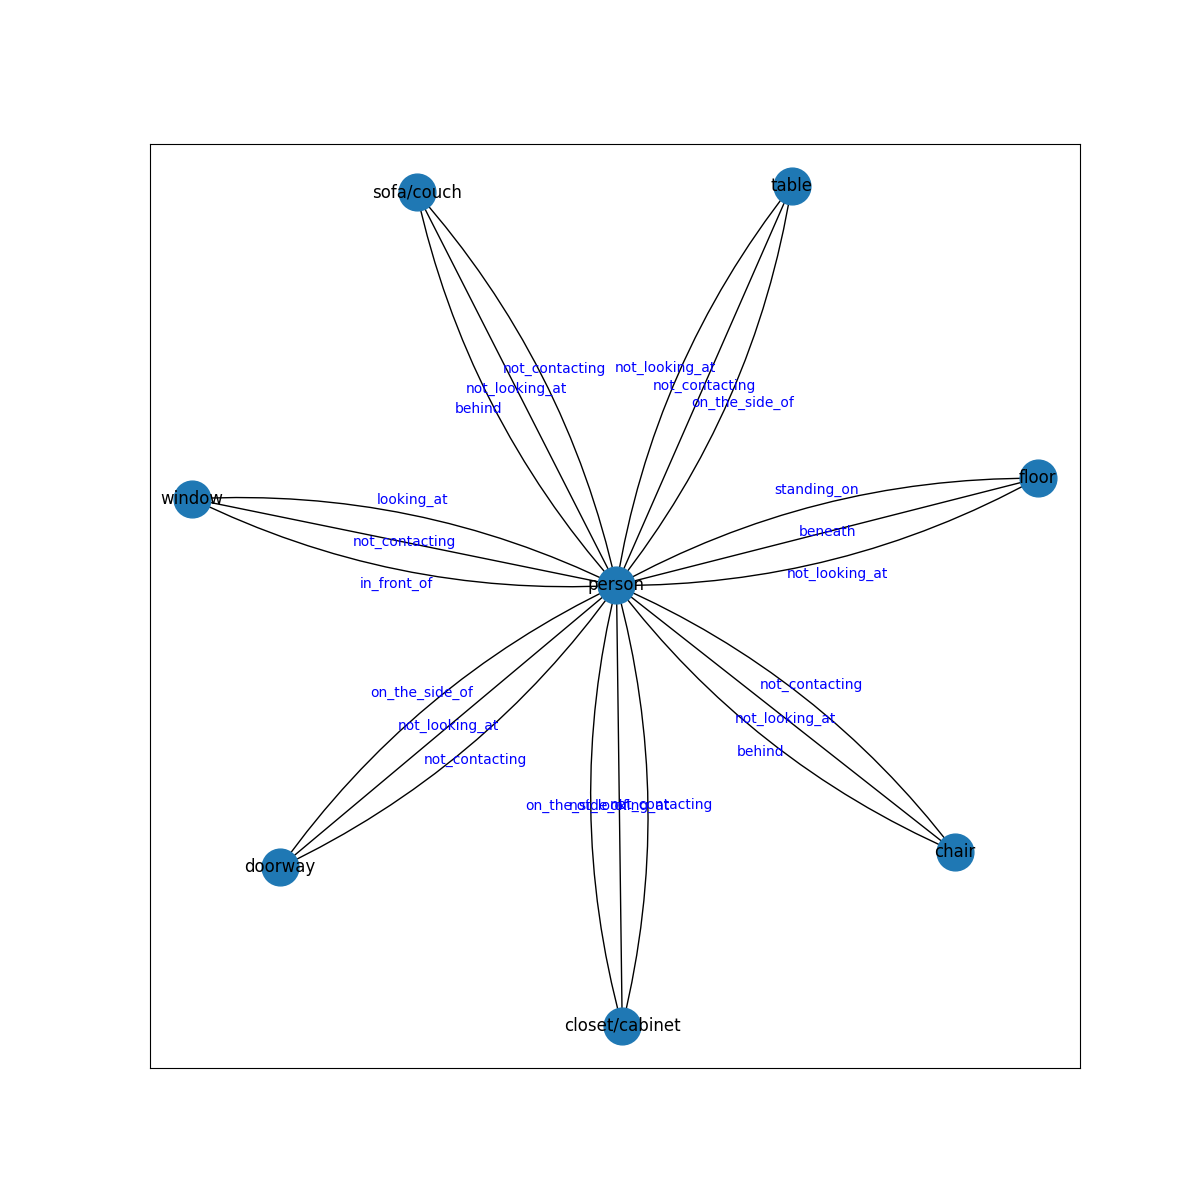 table
sofa/couch
not_looking_at
not_contacting
not_contacting
not_looking_at
on_the_side_of
behind
floor
standing_on
window
looking_at
beneath
not_contacting
not_looking_at
in_front_of
person
not_contacting
on_the_side_of
not_looking_at
not_looking_at
behind
not_contacting
on_the_side_of
not_looking_at
not_contacting
chair
doorway
closet/cabinet